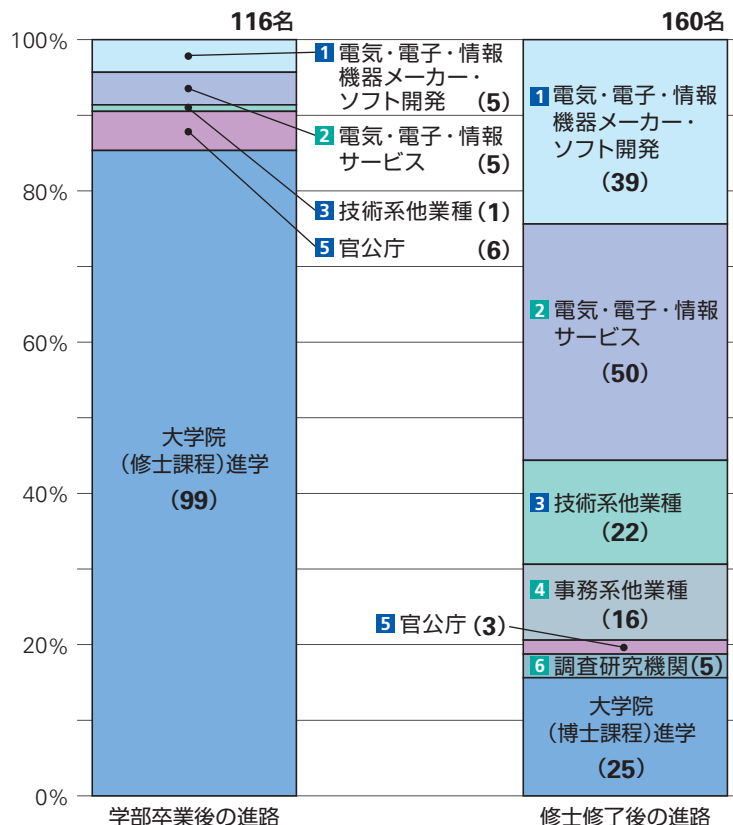 116名
160名
100%
80%
60%
40%
20%
0%
1 電気・電子・情報
機器メーカー・
ソフト開発 (5)
2 電気・電子・情報
サービス (5)
3 技術系他業種(1)
5 官公庁 (6)
大学院
(修士課程)進学
(99)
学部卒業後の進路
1 電気・電子・情報
機器メーカー・
ソフト開発
(39)
2 電気・電子・情報
サービス
(50)
3 技術系他業種
(22)
4 事務系他業種
(16)
5 官公庁(3)
6 調査研究機関(5)
大学院
(博士課程)進学
(25)
修士修了後の進路